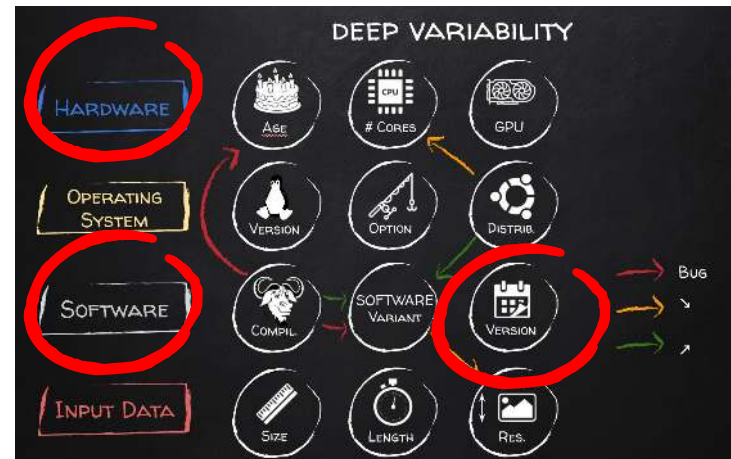 DEEP VARIABILITY
HARDWARE
AGE
CPU
# CORES
GPU
OPERATING
SYSTEM
VERSION
OPTION
DISTRIB.
SOFTWARE
COMPIL.
SOFTWARE
VARIANT
VERSION
BUG
↘
↗
INPUT DATA
SIZE
LENGTH
RES.